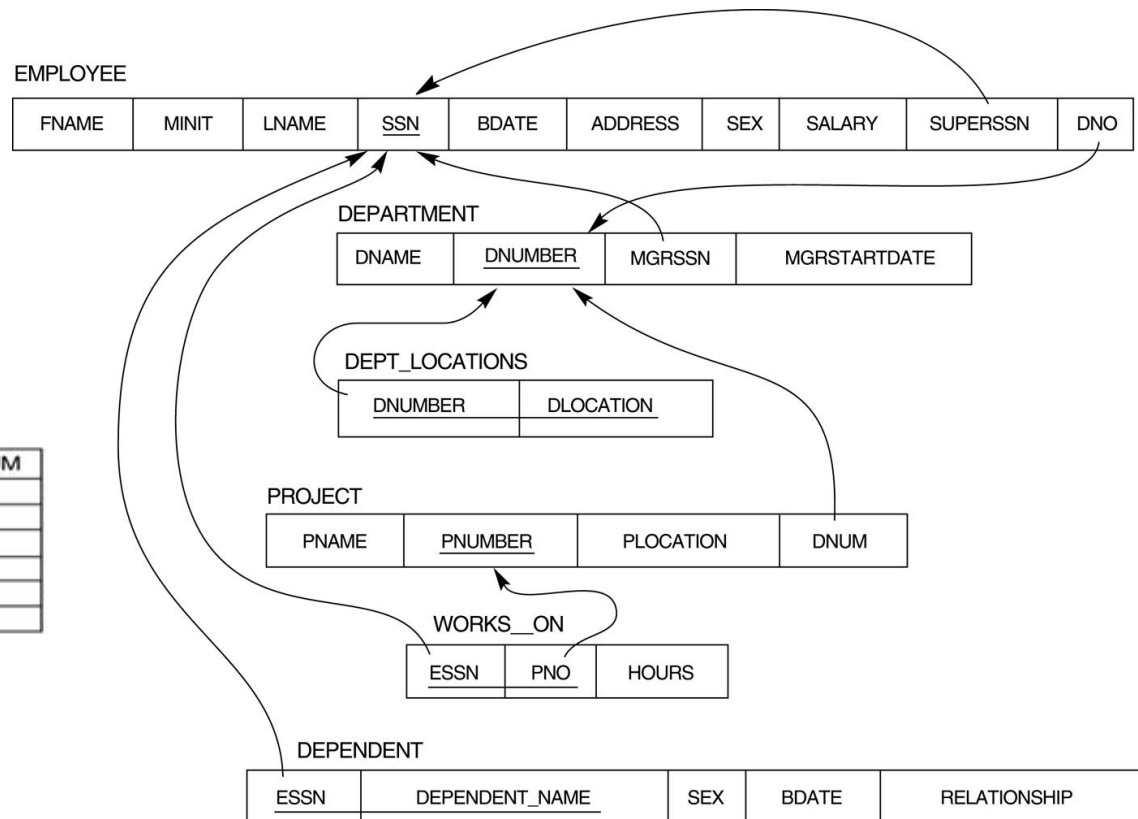 EMPLOYEE
FNAME MINIT LNAME SSN BDATE ADDRESS SEX SALARY SUPERSSN DNO
DEPARTMENT
DNAME DNUMBER MGRSSN MGRSTARTDATE
DEPT_LOCATIONS
DNUMBER DLOCATION
PROJECT
PNAME PNUMBER PLOCATION DNUM
WORKS__ON
ESSN PNO HOURS
DEPENDENT
ESSN DEPENDENT_NAME SEX BDATE RELATIONSHIP